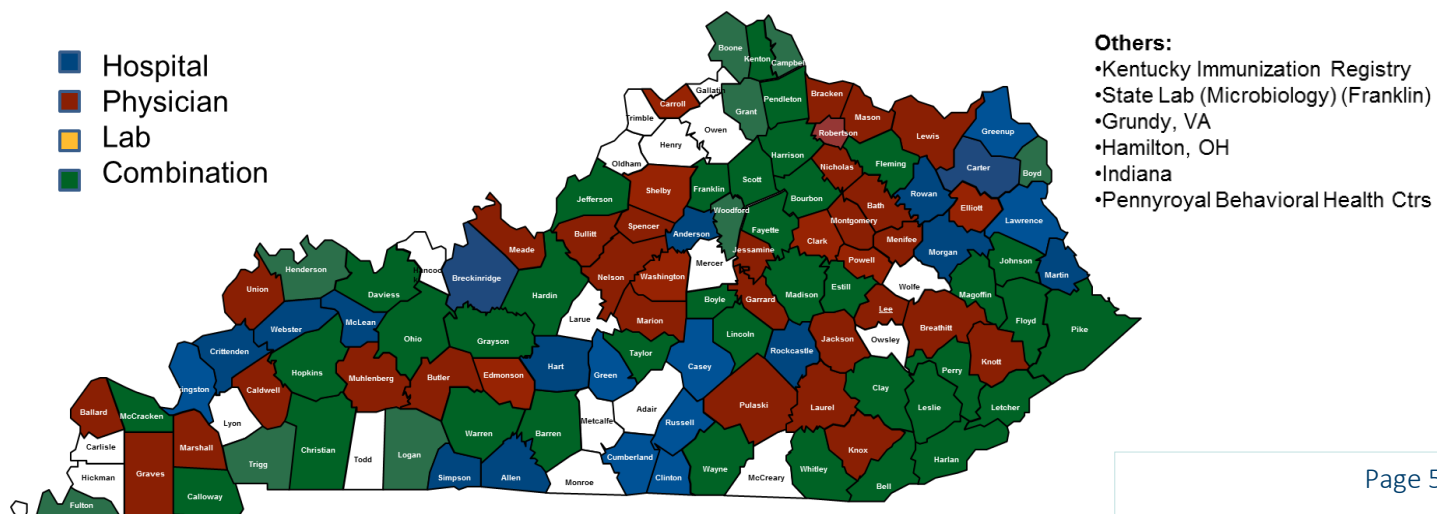 Hospital
Physician
Lab
Combination
Others:
•Kentucky Immunization Registry
•State Lab (Microbiology) (Franklin)
•Grundy, VA
•Hamilton, OH
•Indiana
•Pennyroyal Behavioral Health Ctrs
Boone
Kenton
Campbell
Gallatin
Carroll
Grant
Pendleton
Bracken
Mason
Lewis
Greenup
Trimble
Owen
Robertson
Henry
Harrison
Fleming
Carter
Boyd
Oldham
Nicholas
Shelby
Franklin
Scott
Rowan
Jefferson
Bourbon
Bath
Elliott
Lawrence
Woodford
Spencer
Anderson
Fayette
Montgomery
Bullitt
Clark
Menifee
Meade
Jessamine
Morgan
Powell
Johnson
Mercer
Nelson
Washington
Martin
Henderson
Breckinridge
Daviess
Hardin
Madison
Estill
Wolfe
Magoffin
Union
Boyle
Garrard
Lee
Floyd
Pike
Larue
Marion
Breathitt
Webster
McLean
Ohio
Grayson
Lincoln
Jackson
Owsley
Crittenden
Taylor
Rockcastle
Knott
Hopkins
Hart
Green
Casey
Perry
Muhlenberg
Butler
Edmonson
Clay
Caldwell
Leslie
Letcher
Pulaski
Laurel
Ballard
McCracken
Adair
Lyon
Metcalfe
Russell
Warren
Barren
Carlisle
Marshall
Christian
Logan
Knox
Harlan
Trigg
Todd
Cumberland
Wayne
Whitley
Graves
Hickman
Simpson
Allen
Monroe
Clinton
McCreary
Bell
Calloway
Fulton
Page 5